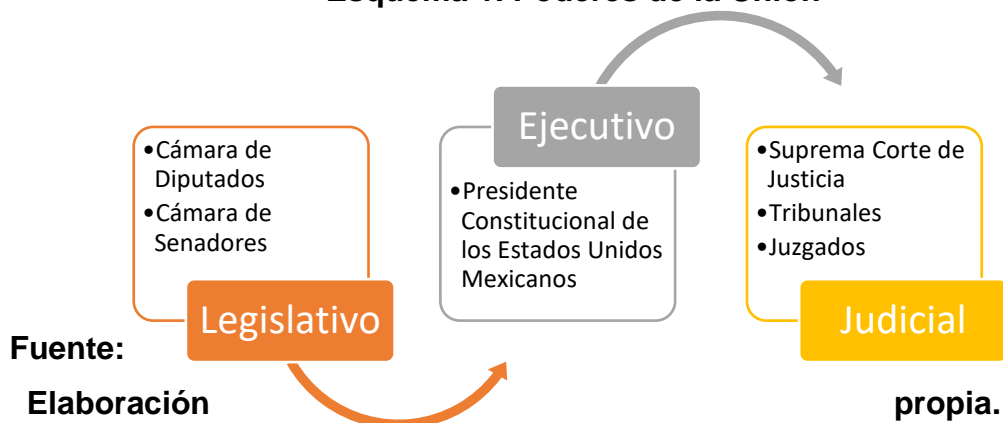 Esquema 1. Poderes de la Unión
•Cámara de
Diputados
•Cámara de
Senadores
Legislativo
Ejecutivo
•Presidente
Constitucional de
los Estados Unidos
Mexicanos
•Suprema Corte de
Justicia
•Tribunales
•Juzgados
Judicial
Fuente:
Elaboración propia.